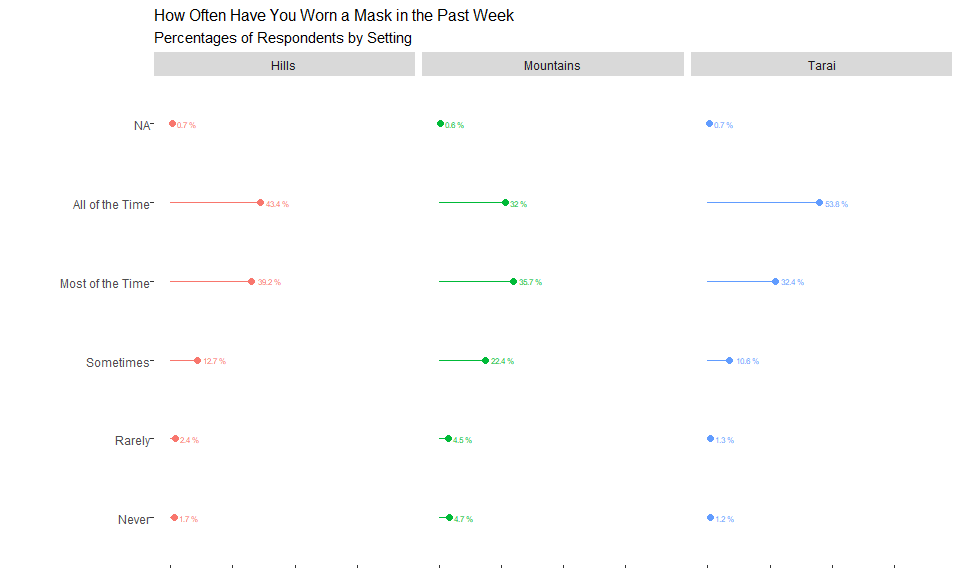 How Often Have You Worn a Mask in the Past Week
Percentages of Respondents by Setting
Hills Mountains Tarai
NA 0.7 % 0.6 % 0.7 %
All of the Time 43.4 % 32 % 53.8 %
Most of the Time 39.2 % 35.7 % 32.4 %
Sometimes 12.7 % 22.4 % 10.6 %
Rarely 2.4 % 4.5 % 1.3 %
Never 1.7 % 4.7 % 1.2 %